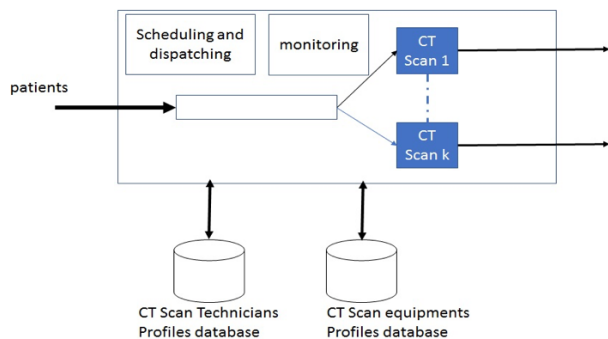 Scheduling and
dispatching
monitoring
CT
Scan 1
patients
CT
Scan k
CT Scan Technicians
Profiles database
CT Scan equipments
Profiles database